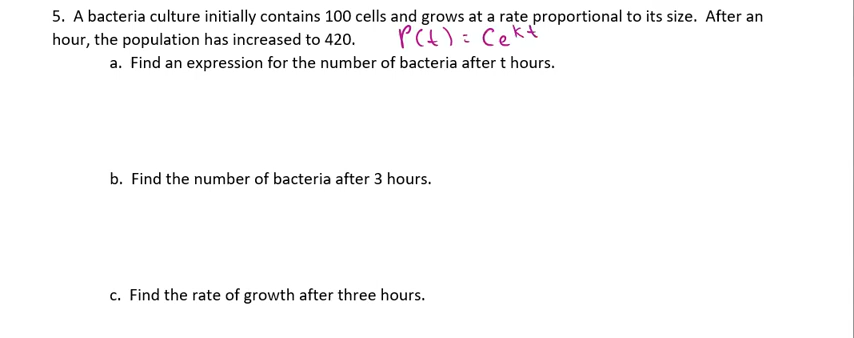 5. A bacteria culture initially contains 100 cells and grows at a rate proportional to its size. After an
hour, the population has increased to 420. P(t) = Ce^kt
a. Find an expression for the number of bacteria after t hours.
b. Find the number of bacteria after 3 hours.
c. Find the rate of growth after three hours.